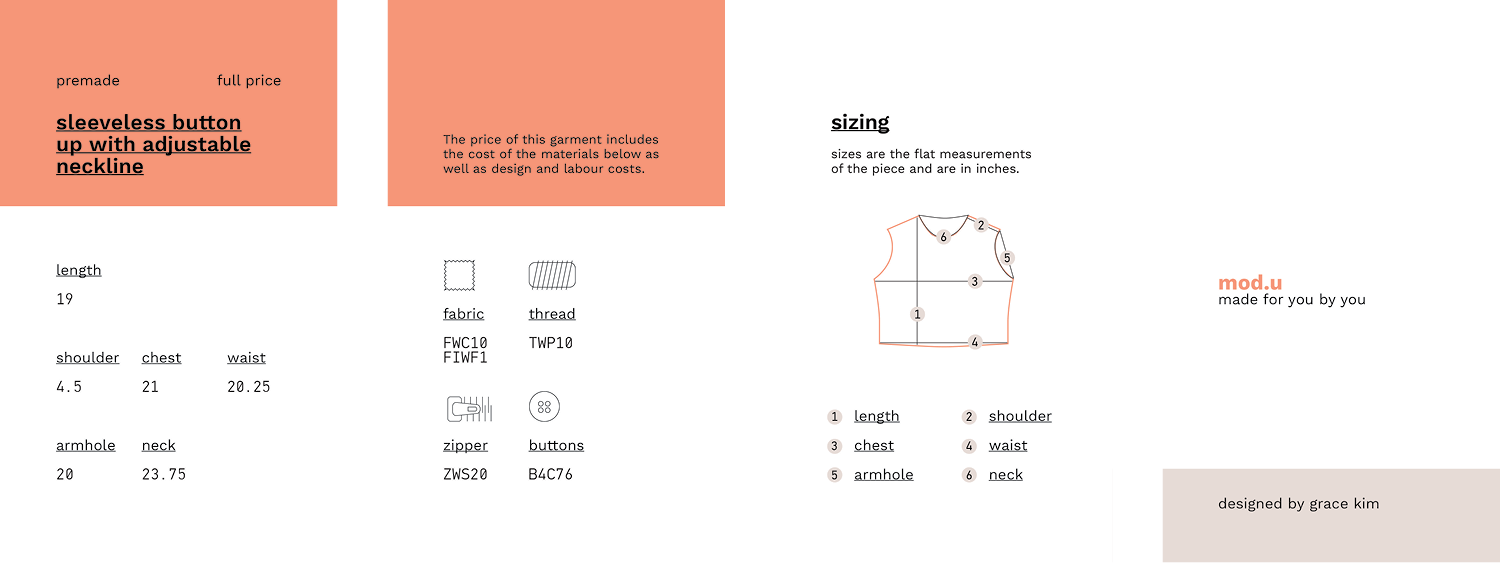 premade full price
sleeveless button
up with adjustable
neckline
length
19
shoulder chest waist
4.5 21 20.25
armhole neck
20 23.75
The price of this garment includes
the cost of the materials below as
well as design and labour costs.
fabric thread
FWC10 TWP10
FIWF1
zipper buttons
ZWS20 B4C76
sizing
sizes are the flat measurements
of the piece and are in inches.
2
6
5
3
1
4
1 length 2 shoulder
3 chest 4 waist
5 armhole 6 neck
mod.u
made for you by you
designed by grace kim